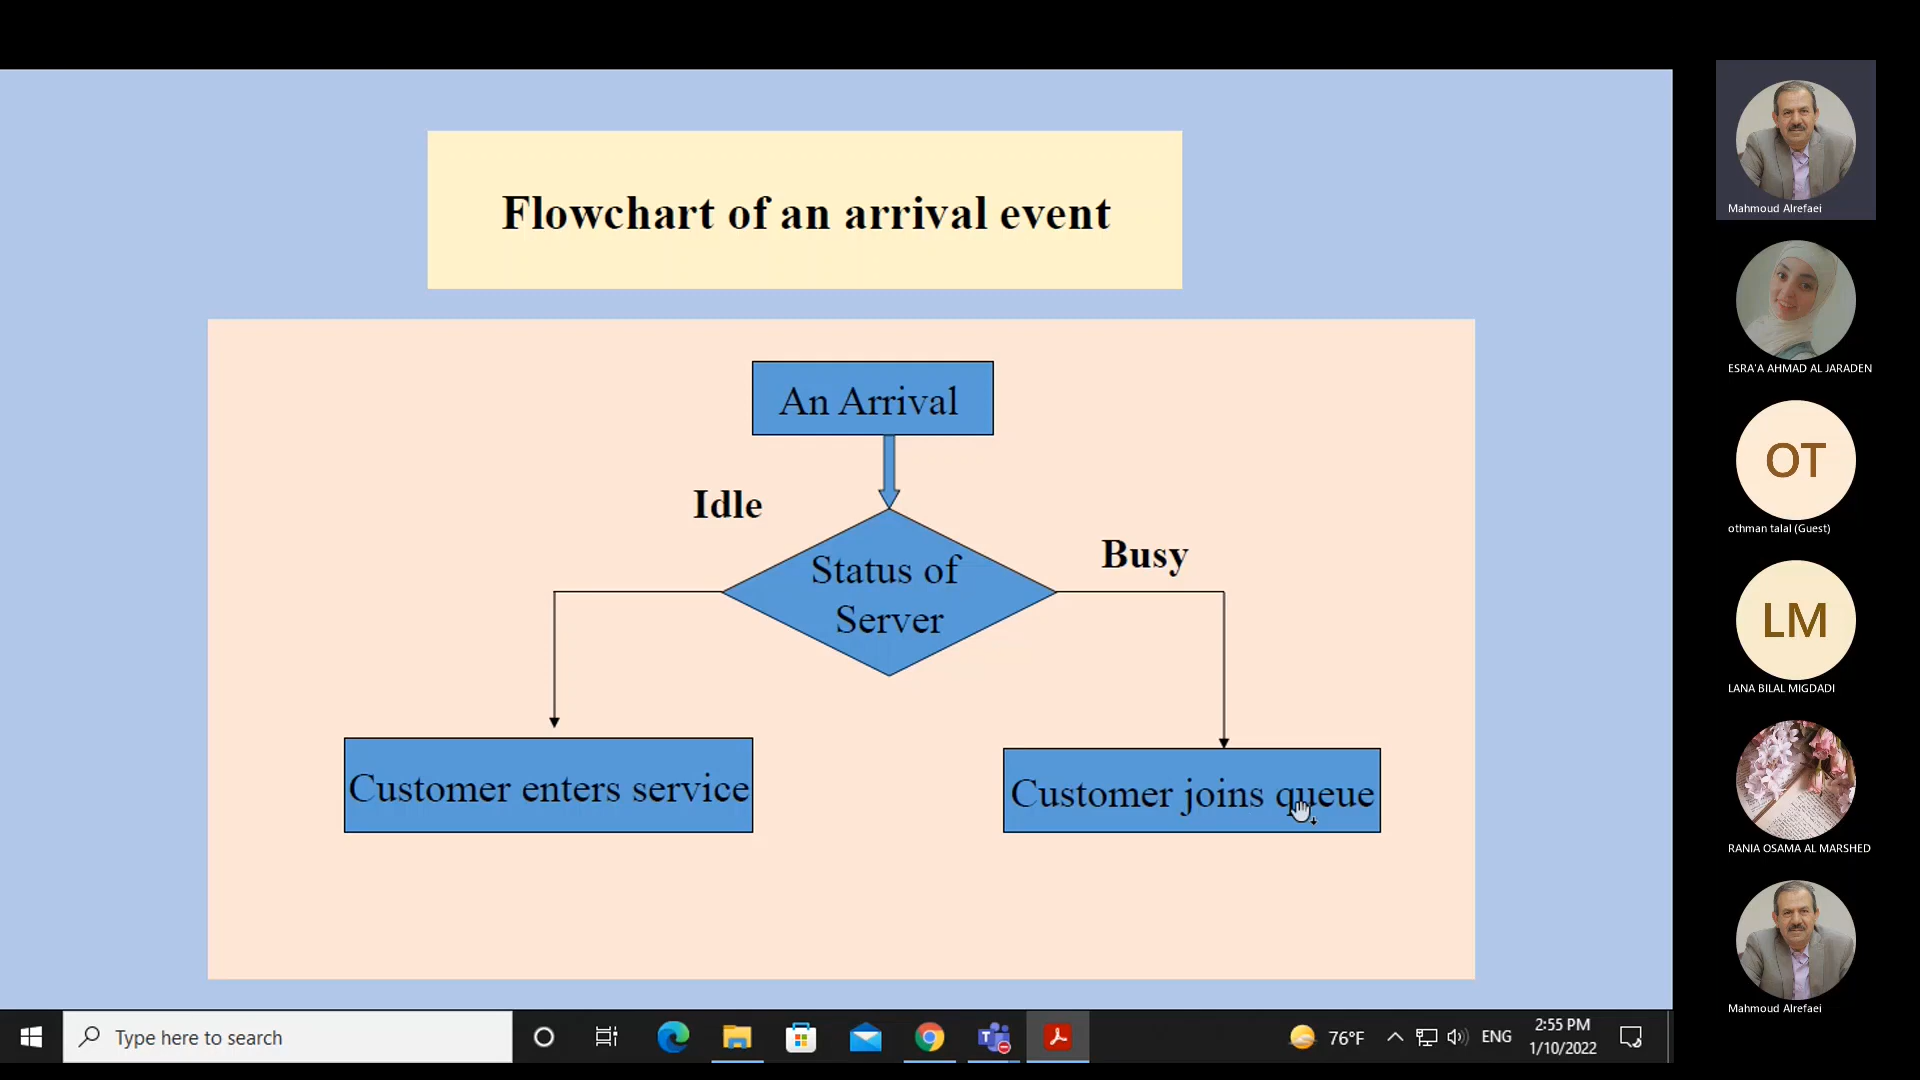 Flowchart of an arrival event
An Arrival
Idle
Busy
Status of
Server
Customer enters service
Customer joins queue
Mahmoud Alrefaei
ESRA'A AHMAD AL JARADEN
OT
othman talal (Guest)
LM
LANA BILAL MIGDADI
RANIA OSAMA AL MARSHED
Mahmoud Alrefaei
Type here to search
76°F
ENG
2:55 PM
1/10/2022